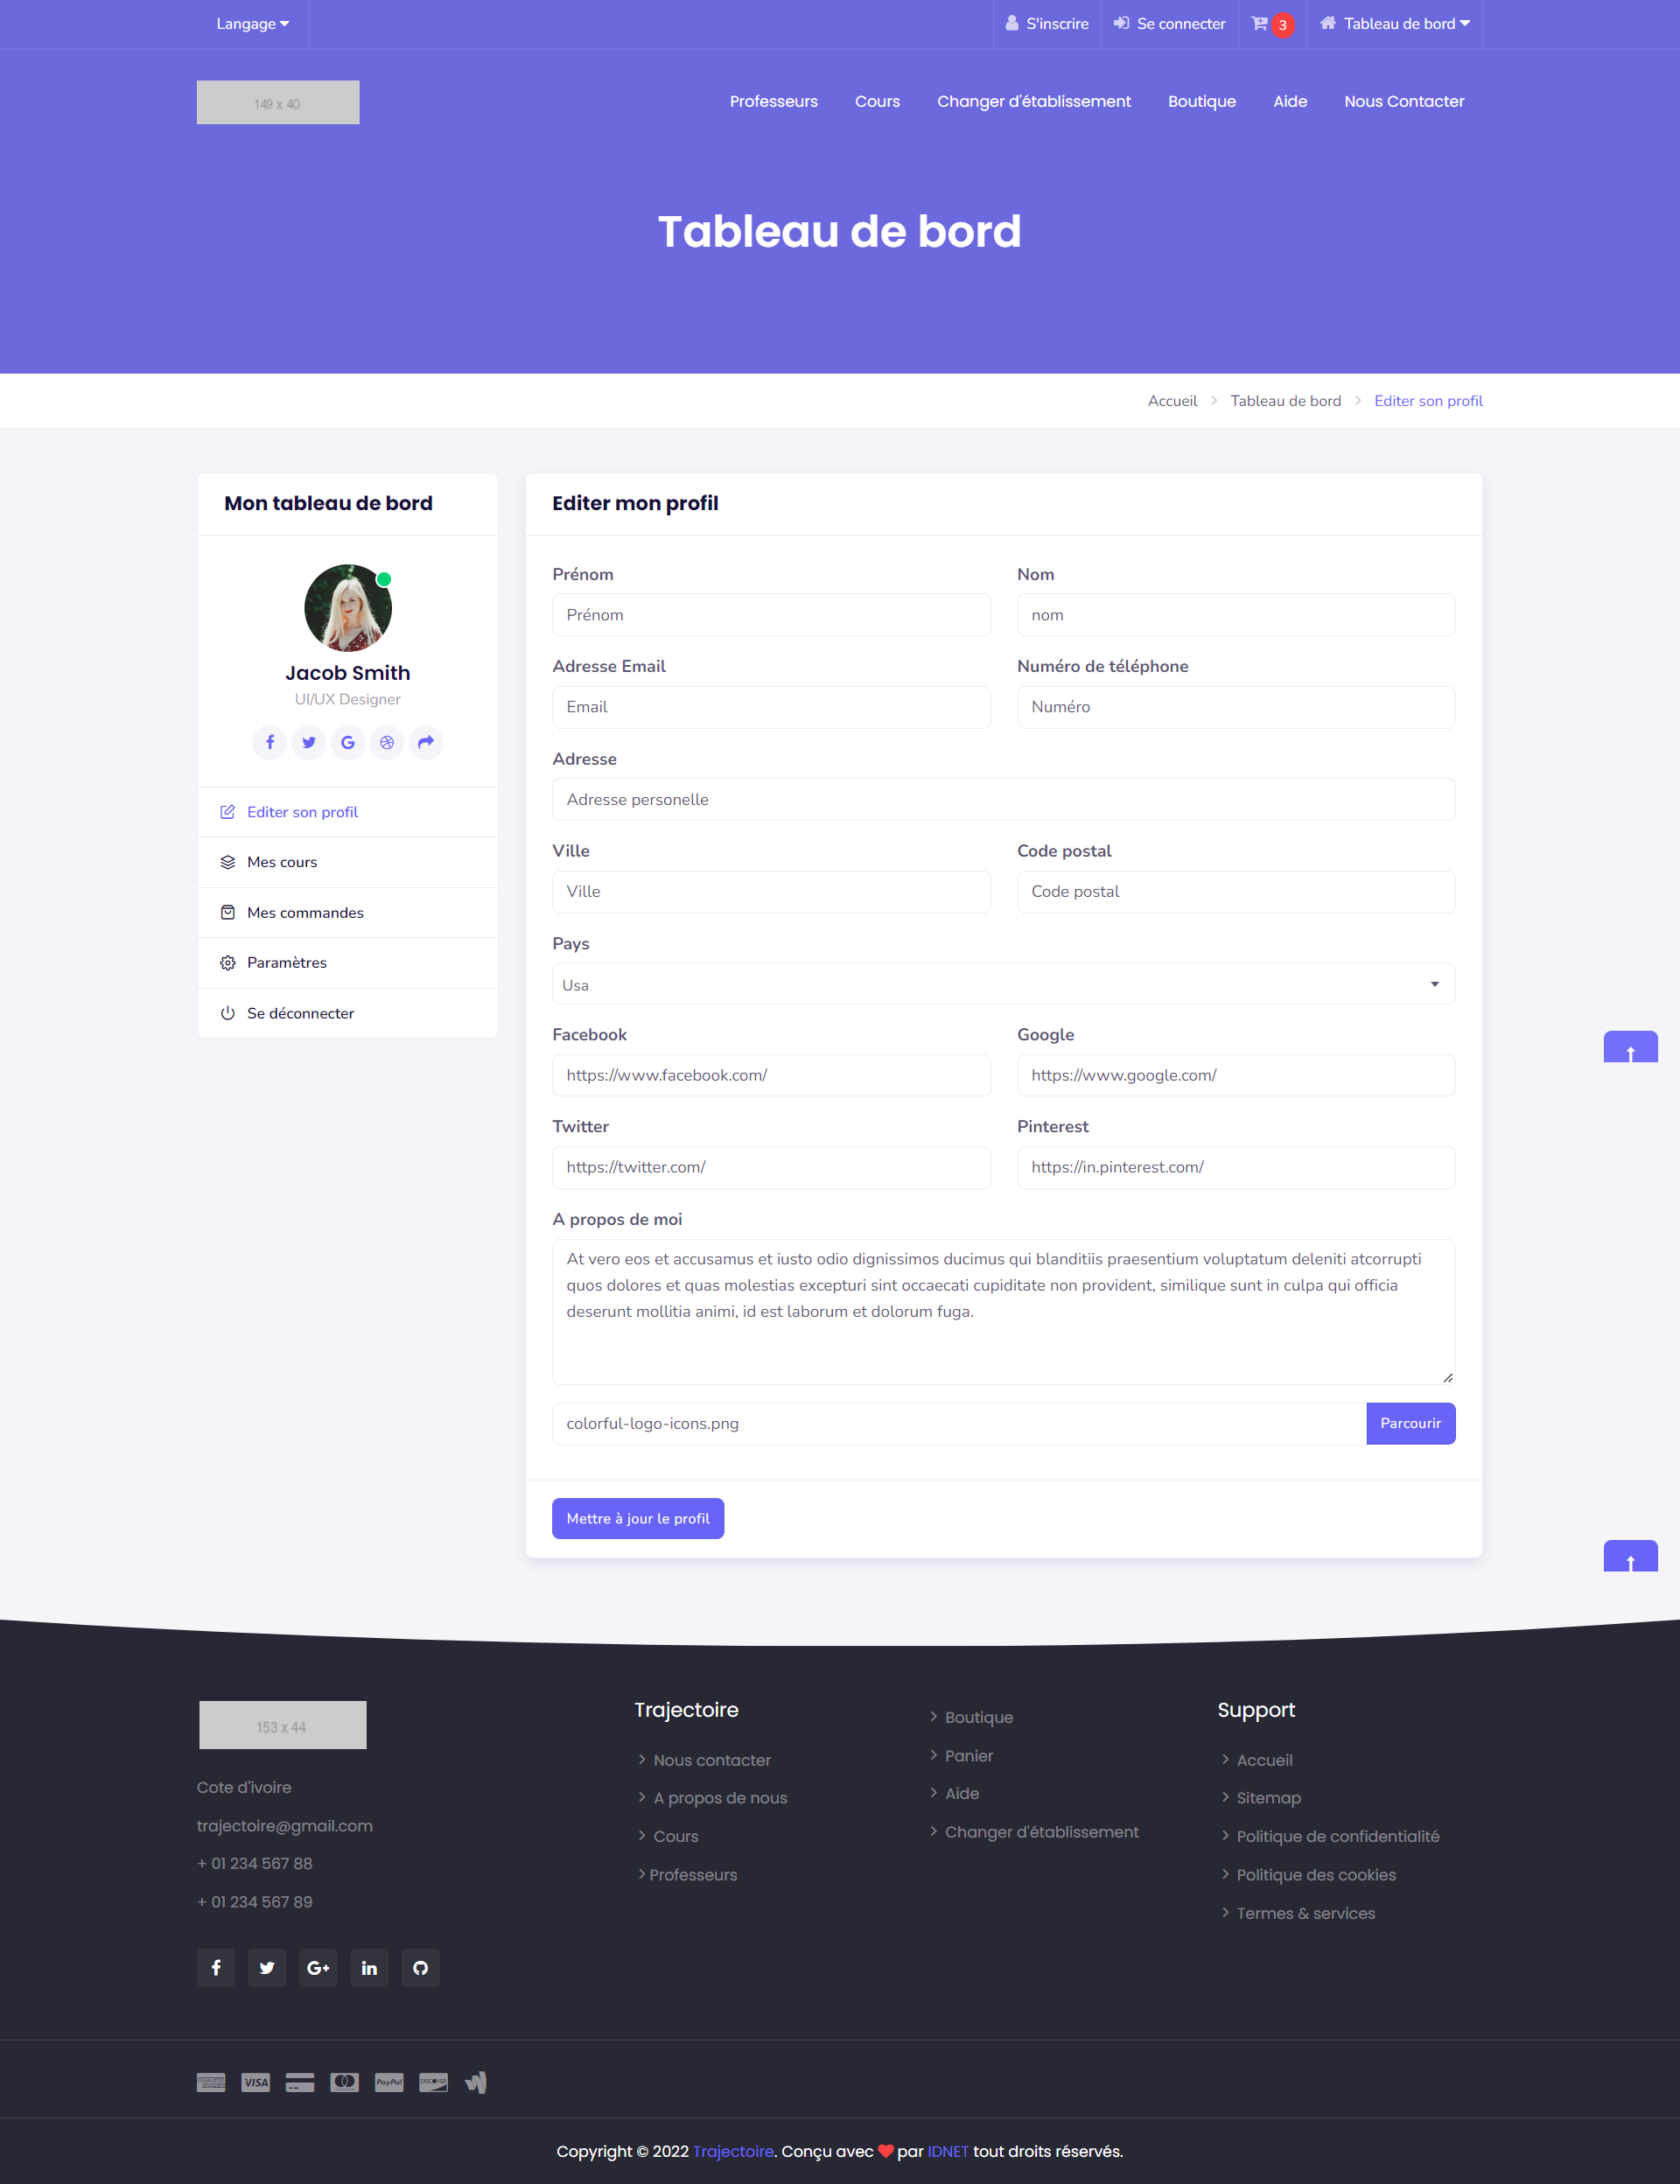 Langage
S'inscrire
Se connecter
3
Tableau de bord
149 x 40
Professeurs
Cours
Changer d'établissement
Boutique
Aide
Nous Contacter
Tableau de bord
Accueil
Tableau de bord
Editer son profil
Mon tableau de bord
Jacob Smith
UI/UX Designer
Editer son profil
Mes cours
Mes commandes
Paramètres
Se déconnecter
Editer mon profil
Prénom
Nom
Prénom
nom
Adresse Email
Numéro de téléphone
Email
Numéro
Adresse
Adresse personelle
Ville
Code postal
Ville
Code postal
Pays
Usa
Facebook
Google
https://www.facebook.com/
https://www.google.com/
Twitter
Pinterest
https://twitter.com/
https://in.pinterest.com/
A propos de moi
At vero eos et accusamus et iusto odio dignissimos ducimus qui blanditiis praesentium voluptatum deleniti atcorrupti
quos dolores et quas molestias excepturi sint occaecati cupiditate non provident, similique sunt in culpa qui officia
deserunt mollitia animi, id est laborum et dolorum fuga.
colorful-logo-icons.png
Parcourir
Mettre à jour le profil
153 x 44
Cote d'ivoire
trajectoire@gmail.com
+ 01 234 567 88
+ 01 234 567 89
Trajectoire
Nous contacter
A propos de nous
Cours
Professeurs
Boutique
Panier
Aide
Changer d'établissement
Support
Accueil
Sitemap
Politique de confidentialité
Politique des cookies
Termes & services
VISA
PayPal
DISCOVER
Copyright © 2022 Trajectoire. Conçu avec ❤ par IDNET tout droits réservés.